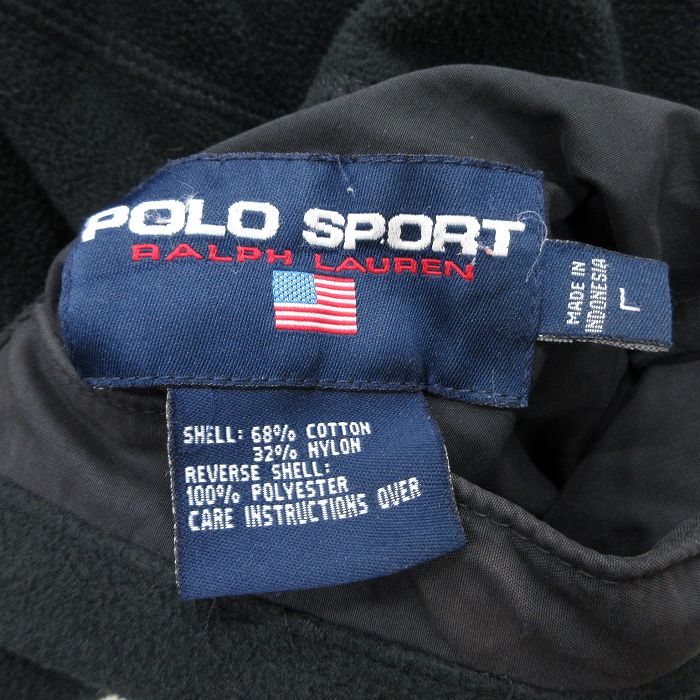 POLO SPORT
RALPH LAUREN
MADE IN
INDONESIA
L
SHELL: 68% COTTON
32% NYLON
REVERSE SHELL:
100% POLYESTER
CARE INSTRUCTIONS OVER